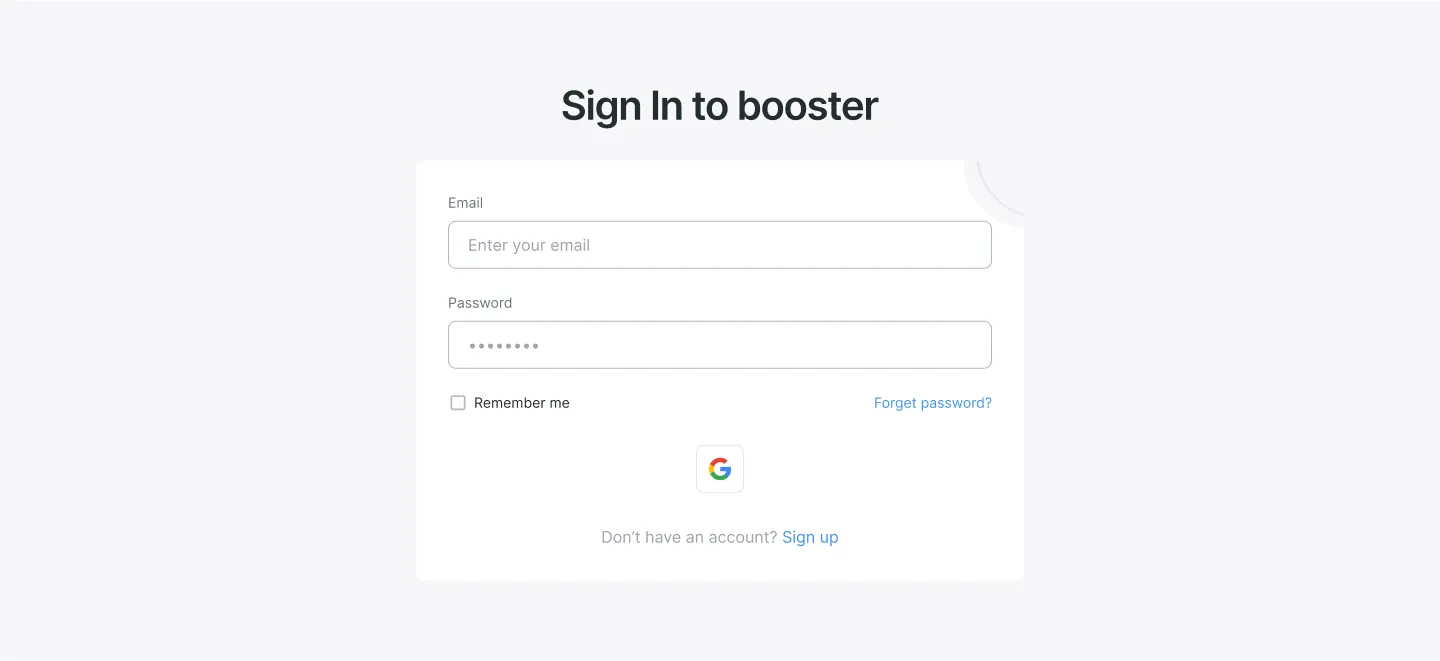 Sign In to booster
Email
Enter your email
Password
••••••••
Remember me
Forget password?
Don’t have an account? Sign up